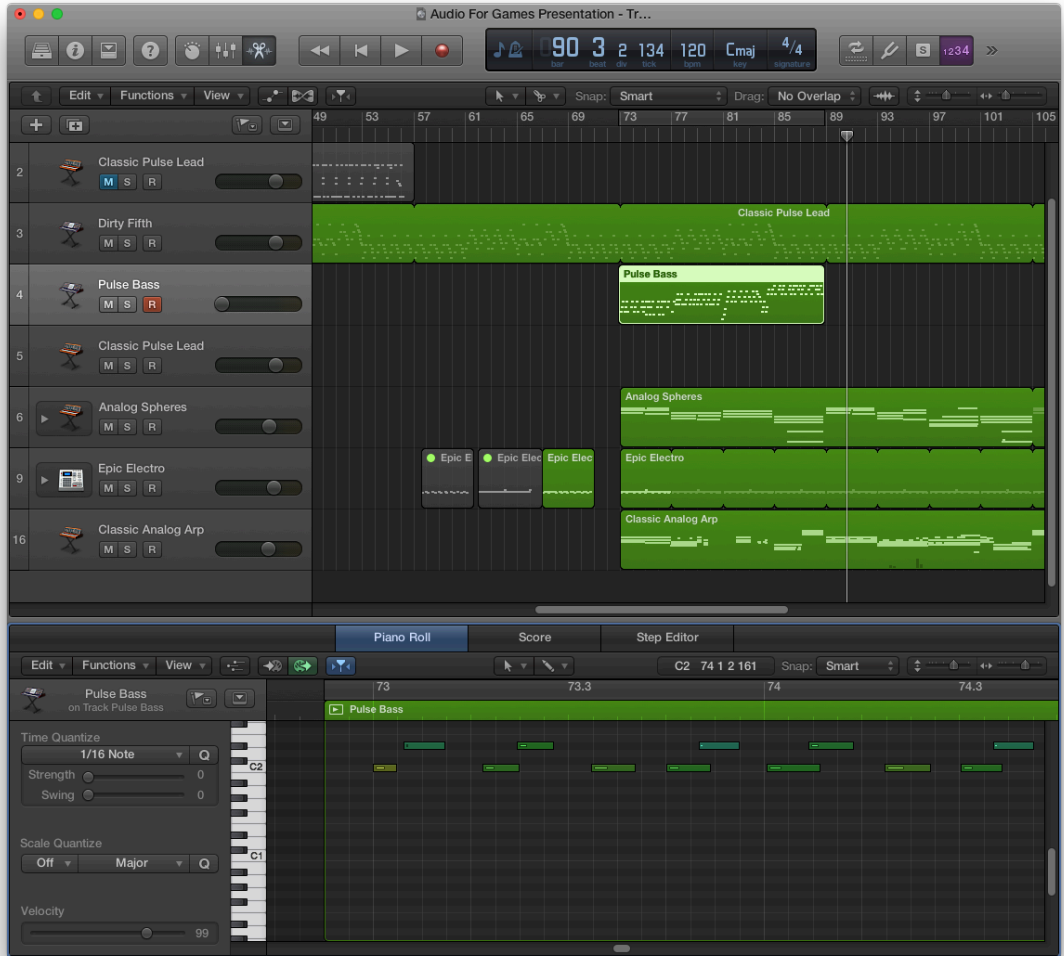 Audio For Games Presentation - Tr...
90 3 2 134 120 Cmaj 4/4
bar beat div tick bpm key signature
S 1234
Edit Functions View Snap: Smart Drag: No Overlap
49 53 57 61 65 69 73 77 81 85 89 93 97 101 105
2 Classic Pulse Lead
M S R
3 Dirty Fifth Classic Pulse Lead
M S R
4 Pulse Bass Pulse Bass
M S R
5 Classic Pulse Lead
M S R
6 Analog Spheres Analog Spheres
M S R
9 Epic Electro Epic E Epic Elec Epic Elec Epic Electro
M S R
16 Classic Analog Arp Classic Analog Arp
M S R
Piano Roll Score Step Editor
Edit Functions View C2 74 1 2 161 Snap: Smart
73 73.3 74 74.3
Pulse Bass
on Track Pulse Bass
Pulse Bass
Time Quantize
1/16 Note Q
C2
Strength 0
Swing 0
Scale Quantize
C1
Off Major Q
Velocity
99